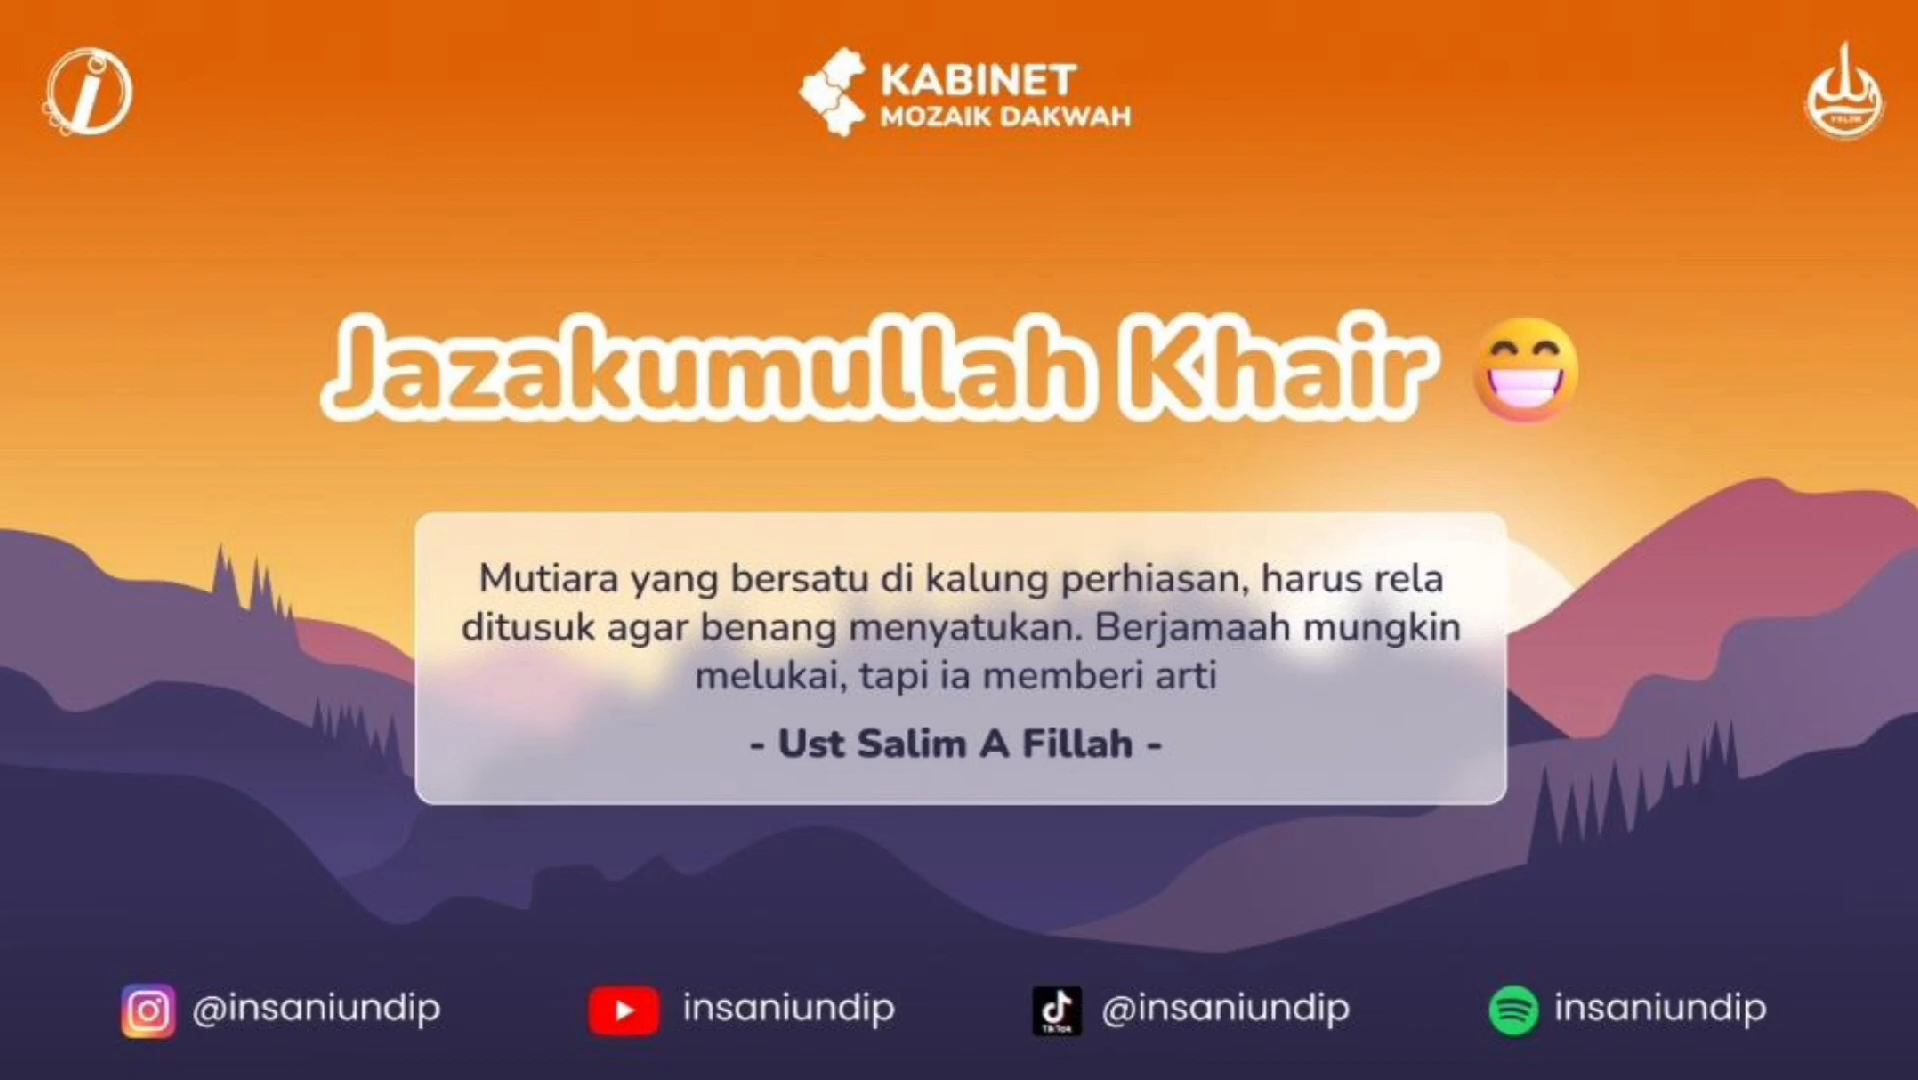 KABINET
MOZAIK DAKWAH
Jazakumullah Khair
Mutiara yang bersatu di kalung perhiasan, harus rela
ditusuk agar benang menyatukan. Berjamaah mungkin
melukai, tapi ia memberi arti
- Ust Salim A Fillah -
@insaniundip
insaniundip
TikTok
@insaniundip
insaniundip